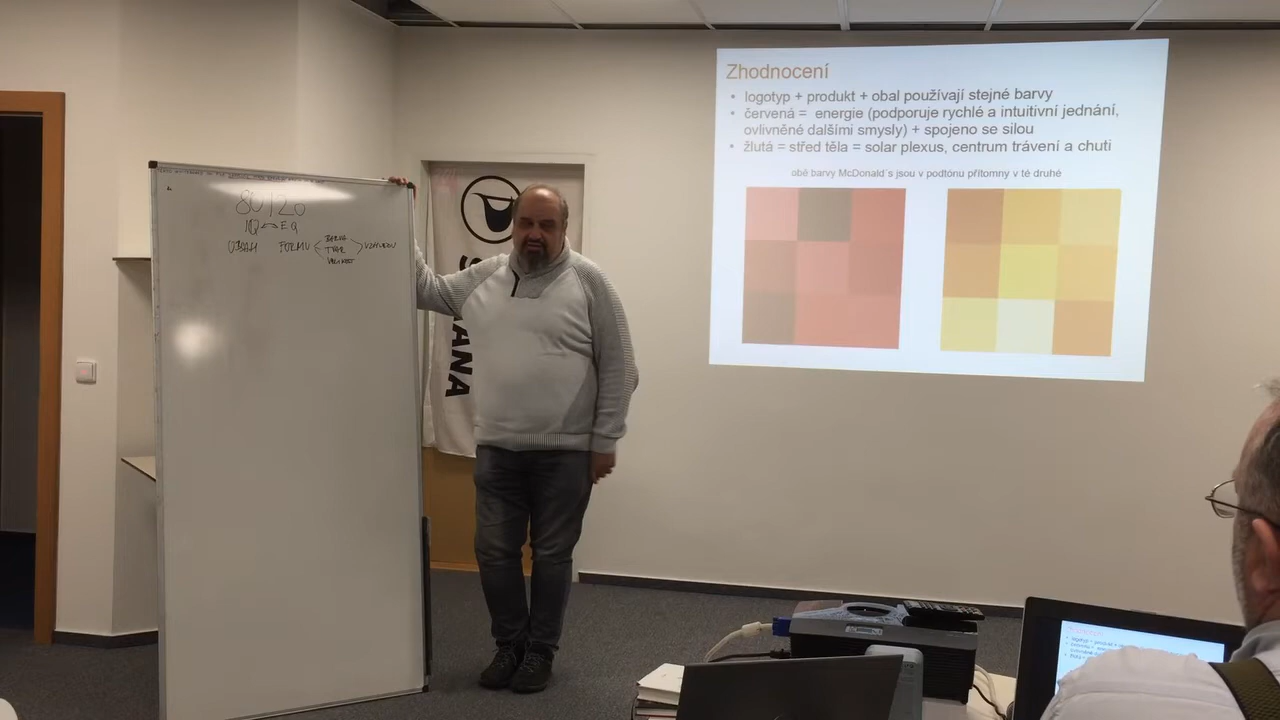 80/20
IQ EQ
OBSAH FORMU BARVA
TVAR
VELIKOST
VZHLEDU
S
ANA
Zhodnocení
• logotyp + produkt + obal používají stejné barvy
• červená = energie (podporuje rychlé a intuitivní jednání,
ovlivněné dalšími smysly) + spojeno se silou
• žlutá = střed těla = solar plexus, centrum trávení a chuti
obě barvy McDonald´s jsou v podtónu přítomny v té druhé